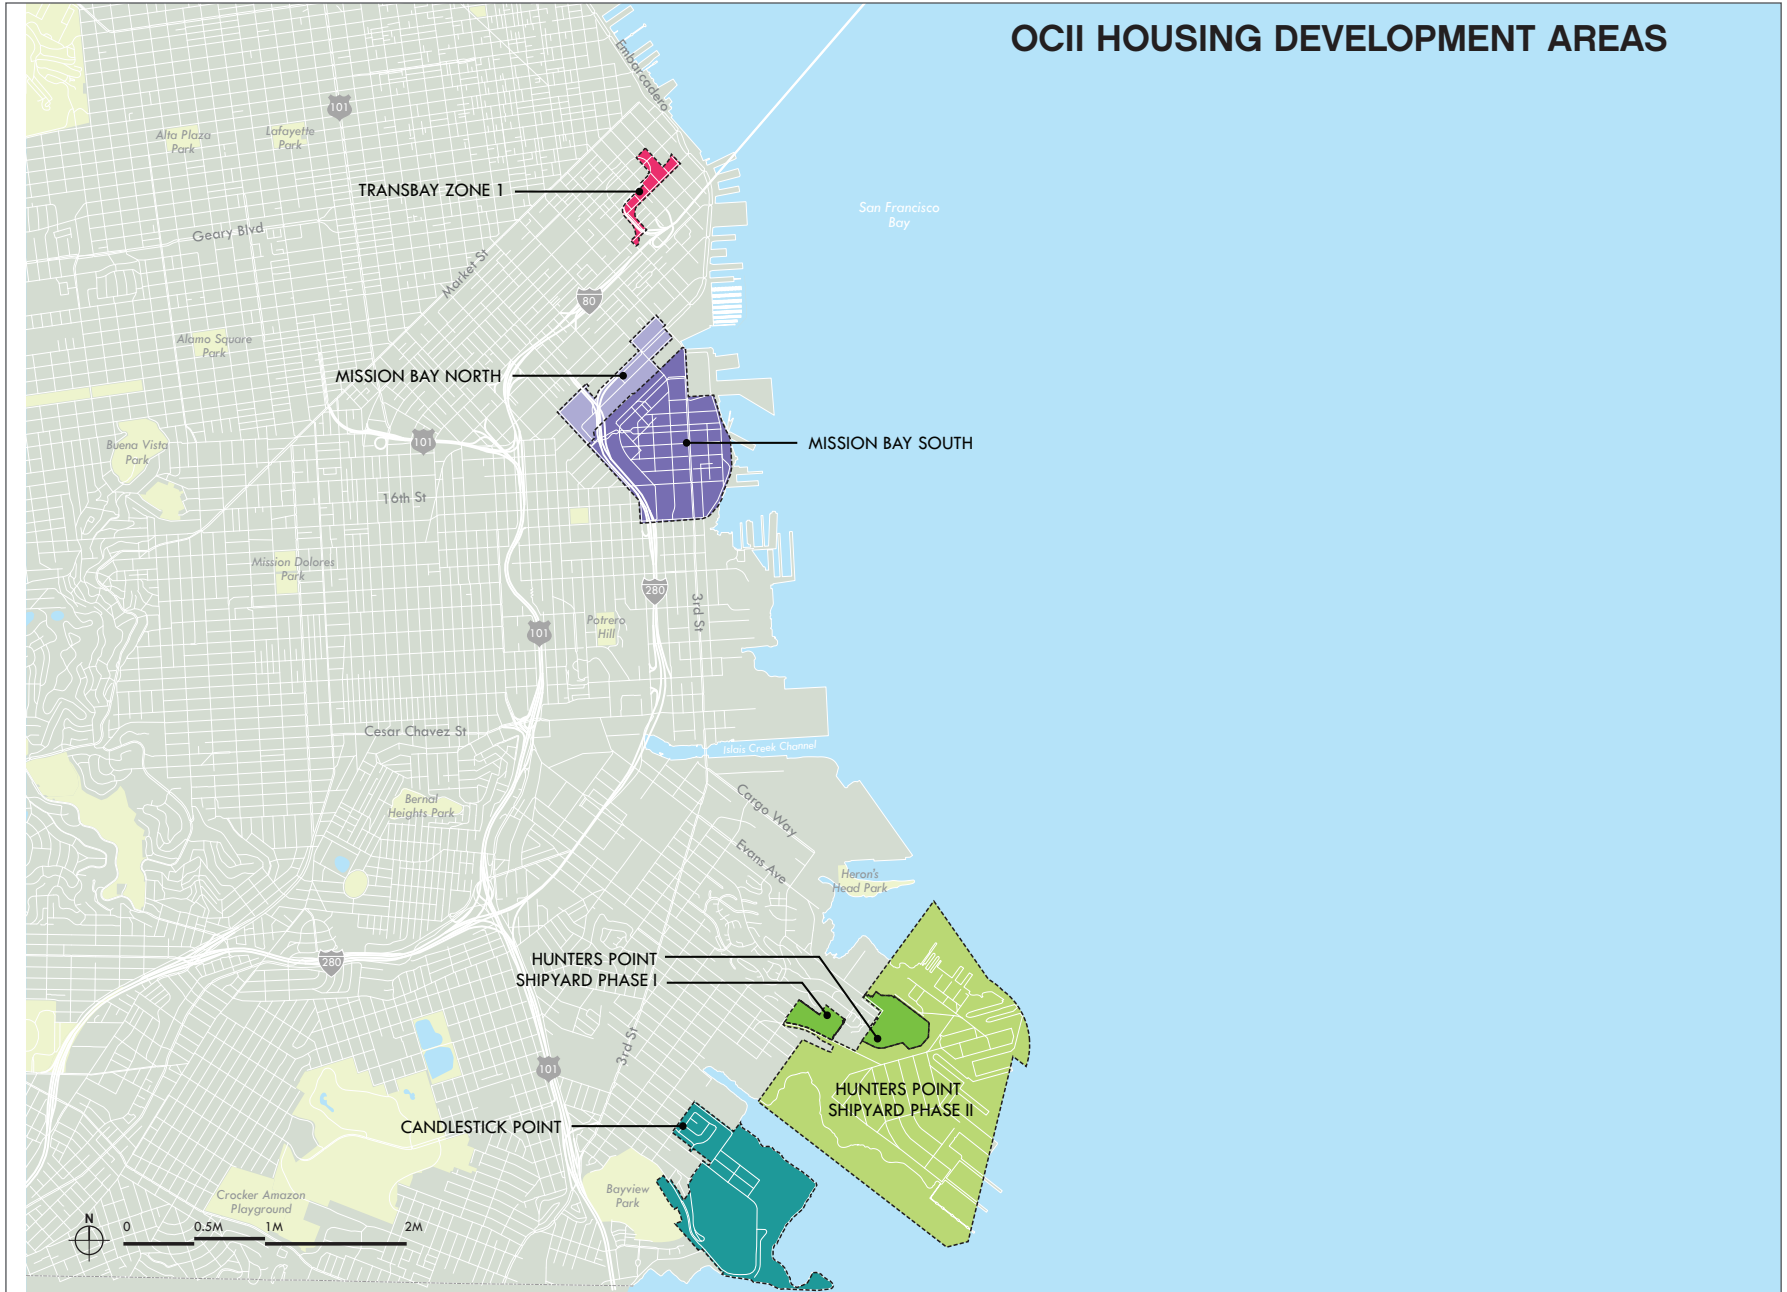 OCII HOUSING DEVELOPMENT AREAS
Embarcadero
101
Alta Plaza
Park
Lafayette
Park
TRANSBAY ZONE 1
San Francisco
Bay
Geary Blvd
Market St
80
Alamo Square
Park
MISSION BAY NORTH
Buena Vista
Park
101
MISSION BAY SOUTH
16th St
Mission Dolores
Park
280
3rd St
Potrero
Hill
101
Cesar Chavez St
Islais Creek Channel
Bernal
Heights Park
Cargo Way
Evans Ave
Heron's
Head Park
HUNTERS POINT
SHIPYARD PHASE I
280
3rd St
101
HUNTERS POINT
SHIPYARD PHASE II
CANDLESTICK POINT
Bayview
Park
Crocker Amazon
Playground
N
0 0.5M 1M 2M